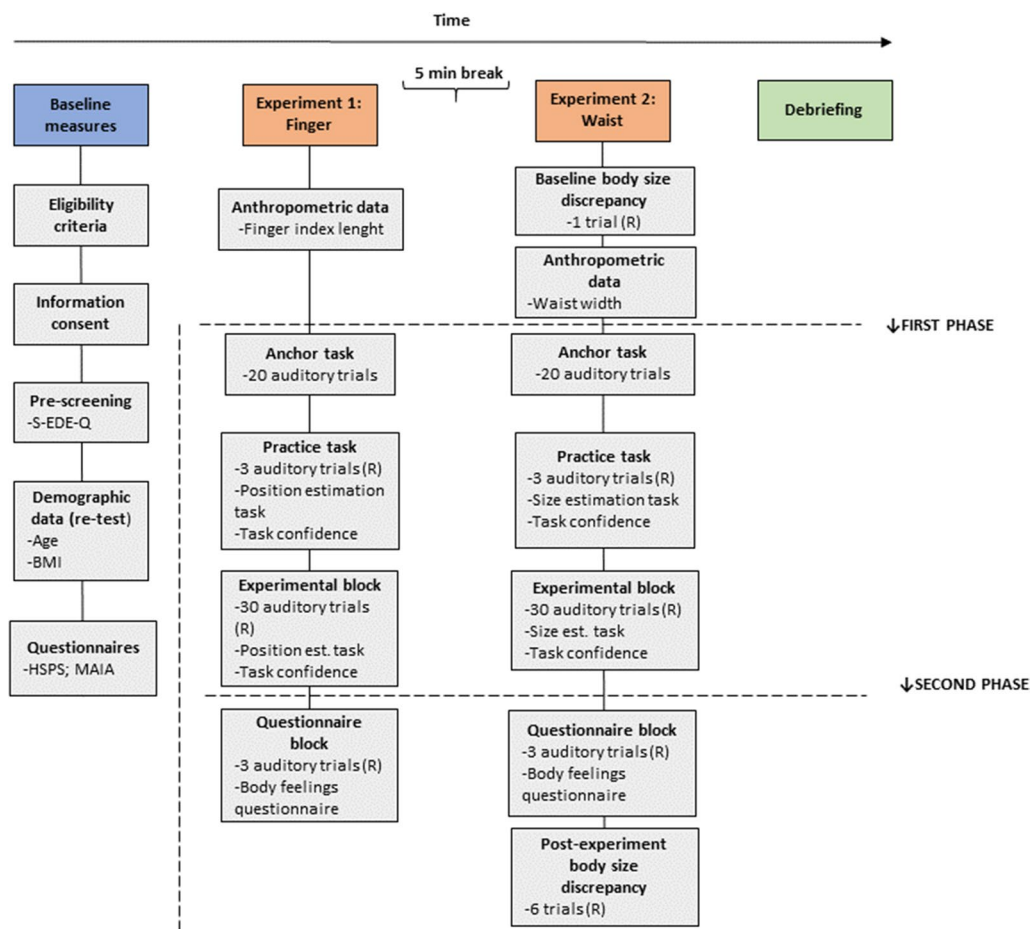 Time
5 min break
Baseline
measures
Eligibility
criteria
Information
consent
Pre-screening
-S-EDE-Q
Demographic
data (re-test)
-Age
-BMI
Questionnaires
-HSPS; MAIA
Experiment 1:
Finger
Anthropometric data
-Finger index lenght
Anchor task
-20 auditory trials
Practice task
-3 auditory trials (R)
-Position estimation
task
-Task confidence
Experimental block
-30 auditory trials
(R)
-Position est. task
-Task confidence
Questionnaire
block
-3 auditory trials (R)
-Body feelings
questionnaire
Experiment 2:
Waist
Baseline body size
discrepancy
-1 trial (R)
Anthropometric
data
-Waist width
Anchor task
-20 auditory trials
Practice task
-3 auditory trials (R)
-Size estimation task
-Task confidence
Experimental block
-30 auditory trials (R)
-Size est. task
-Task confidence
Questionnaire block
-3 auditory trials (R)
-Body feelings
questionnaire
Post-experiment
body size
discrepancy
-6 trials (R)
Debriefing
↓FIRST PHASE
↓SECOND PHASE